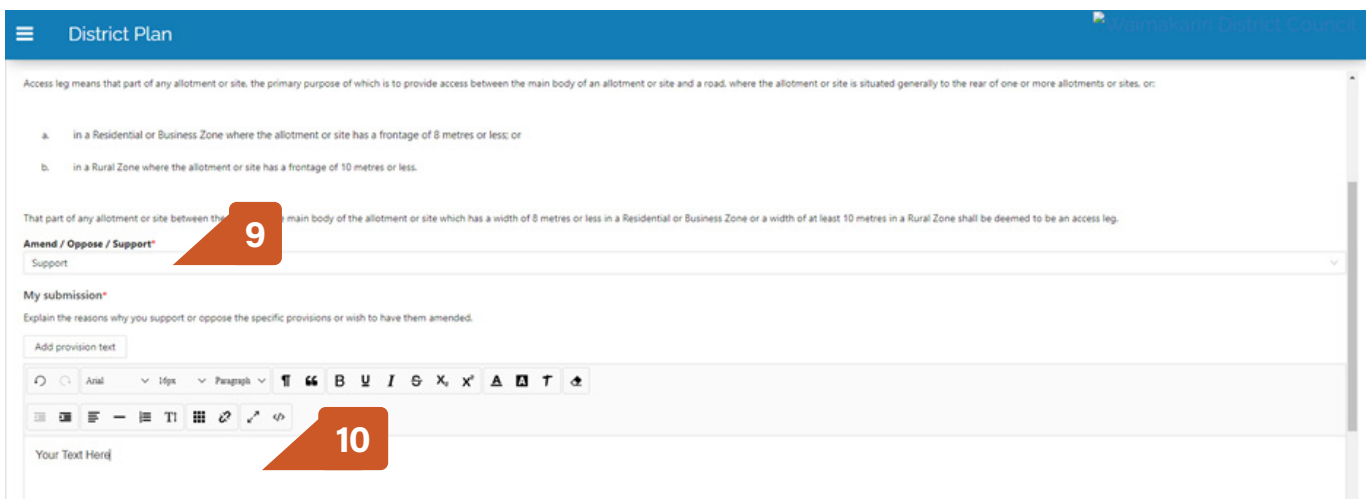 District Plan
Waimakariri District Council
Access leg means that part of any allotment or site, the primary purpose of which is to provide access between the main body of an allotment or site and a road, where the allotment or site is situated generally to the rear of one or more allotments or sites, or:
a. in a Residential or Business Zone where the allotment or site has a frontage of 8 metres or less; or
b. in a Rural Zone where the allotment or site has a frontage of 10 metres or less.
That part of any allotment or site between the main body of the allotment or site which has a width of 8 metres or less in a Residential or Business Zone or a width of at least 10 metres in a Rural Zone shall be deemed to be an access leg.
9
Amend / Oppose / Support*
Support
My submission*
Explain the reasons why you support or oppose the specific provisions or wish to have them amended.
Add provision text
Arial 16px Paragraph
10
Your Text Here